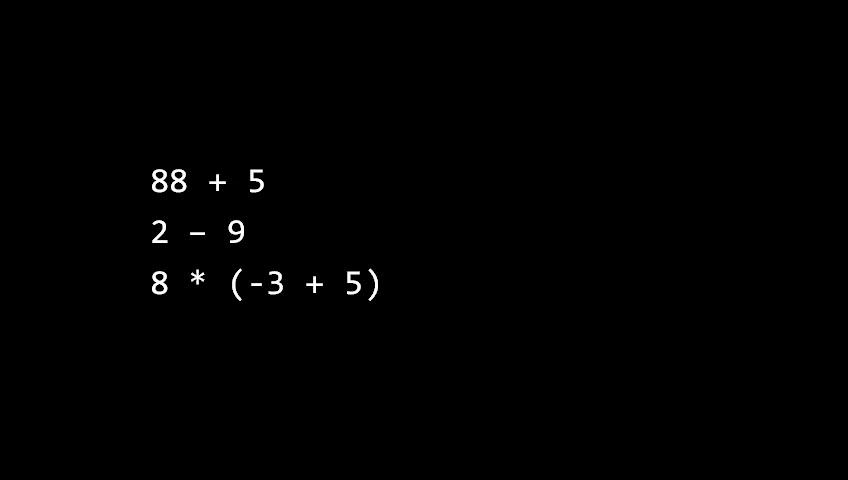 88 + 5
2 – 9
8 * (-3 + 5)